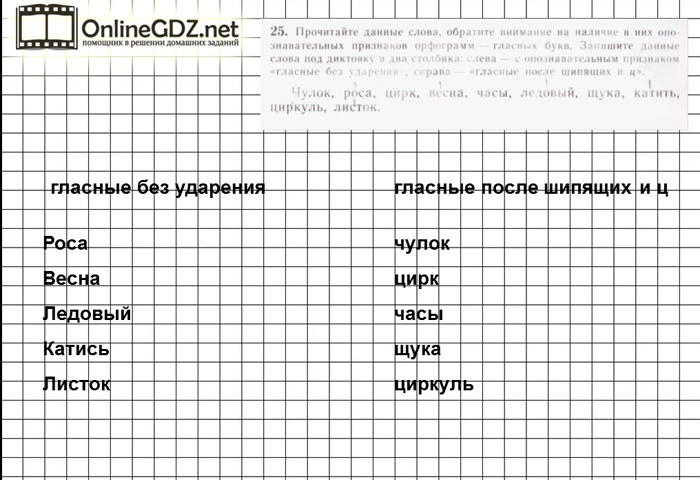 OnlineGDZ.net
помощник в решении домашних заданий
25. Прочитайте данные слова, обратите внимание на наличие в них опо-
знавательных признаков орфограмм — гласных букв. Запишите данные
слова под диктовку в два столбика: слева — с опознавательным признаком
«гласные без ударения», справа — «гласные после шипящих и ц».
Чулок, роса, цирк, весна, часы, ледовый, щука, катить,
циркуль, листок.
гласные без ударения гласные после шипящих и ц
Роса чулок
Весна цирк
Ледовый часы
Катись щука
Листок циркуль